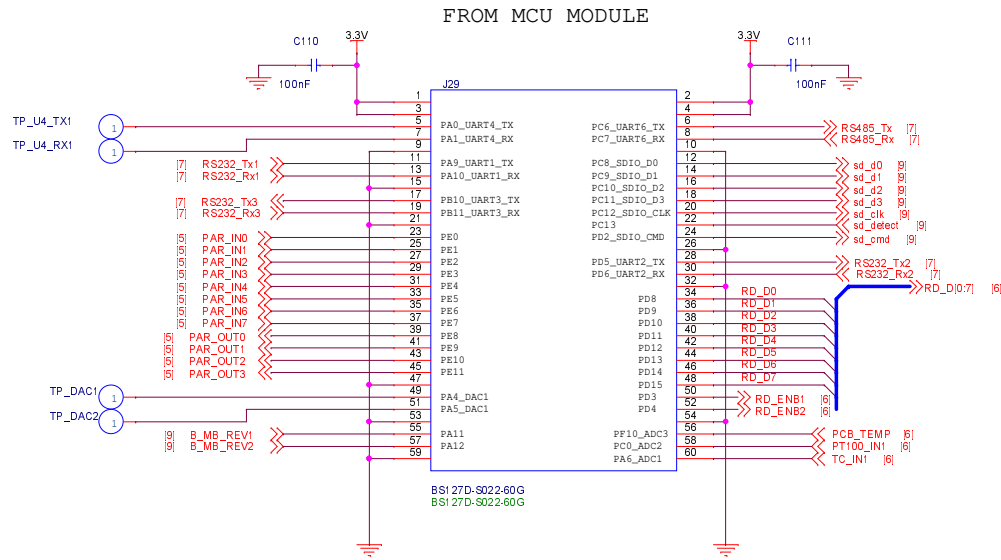 FROM MCU MODULE
C110 3.3V 3.3V C111
100nF J29 100nF
1 2
3 4
TP_U4_TX1 1 5 PA0_UART4_TX PC6_UART6_TX 6 RS485_Tx [7]
TP_U4_RX1 1 7 PA1_UART4_RX PC7_UART6_RX 8 RS485_Rx [7]
9 10
[7] RS232_Tx1 11 PA9_UART1_TX PC8_SDIO_D0 12 sd_d0 [9]
[7] RS232_Rx1 13 PA10_UART1_RX PC9_SDIO_D1 14 sd_d1 [9]
15 PC10_SDIO_D2 16 sd_d2 [9]
[7] RS232_Tx3 17 PB10_UART3_TX PC11_SDIO_D3 18 sd_d3 [9]
[7] RS232_Rx3 19 PB11_UART3_RX PC12_SDIO_CLK 20 sd_clk [9]
21 PC13 22 sd_detect [9]
[5] PAR_IN0 23 PE0 PD2_SDIO_CMD 24 sd_cmd [9]
[5] PAR_IN1 25 PE1 26
[5] PAR_IN2 27 PE2 PD5_UART2_TX 28 RS232_Tx2 [7]
[5] PAR_IN3 29 PE3 PD6_UART2_RX 30 RS232_Rx2 [7]
[5] PAR_IN4 31 PE4 32 RD_D[0:7] [6]
[5] PAR_IN5 33 PE5 PD8 34 RD_D0
[5] PAR_IN6 35 PE6 PD9 36 RD_D1
[5] PAR_IN7 37 PE7 PD10 38 RD_D2
[5] PAR_OUT0 39 PE8 PD11 40 RD_D3
[5] PAR_OUT1 41 PE9 PD12 42 RD_D4
[5] PAR_OUT2 43 PE10 PD13 44 RD_D5
[5] PAR_OUT3 45 PE11 PD14 46 RD_D6
47 PD15 48 RD_D7
TP_DAC1 1 49 PA4_DAC1 PD3 50 RD_ENB1 [6]
TP_DAC2 1 51 PA5_DAC1 PD4 52 RD_ENB2 [6]
53 54
[9] B_MB_REV1 55 PA11 PF10_ADC3 56 PCB_TEMP [6]
[9] B_MB_REV2 57 PA12 PC0_ADC2 58 PT100_IN1 [6]
59 PA6_ADC1 60 TC_IN1 [6]
BS127D-S022-60G
BS127D-S022-60G